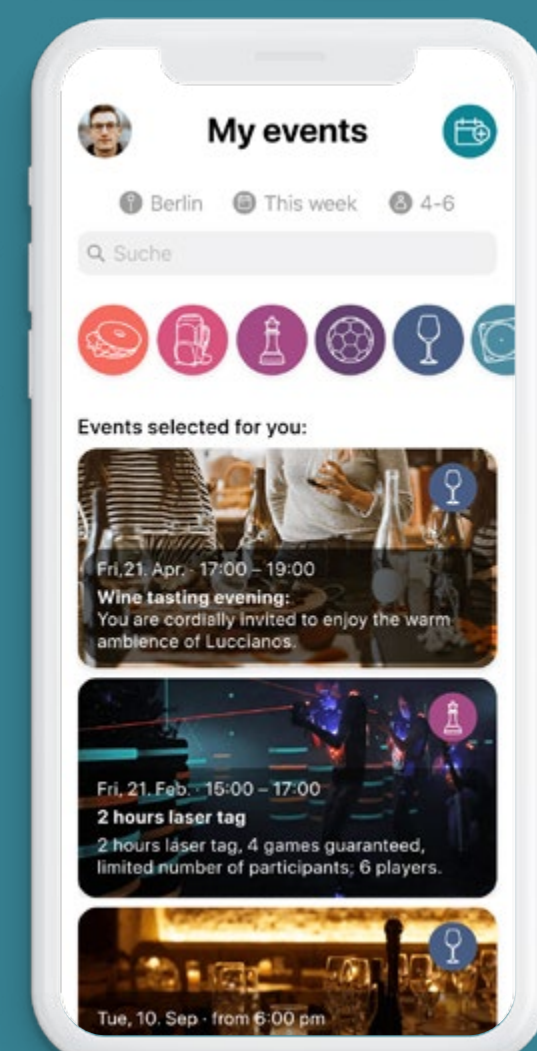 My events
Berlin This week 4-6
Suche
Events selected for you:
Fri,21. Apr. · 17:00 – 19:00
Wine tasting evening:
You are cordially invited to enjoy the warm
ambience of Luccianos.
Fri, 21. Feb. · 15:00 – 17:00
2 hours laser tag
2 hours laser tag, 4 games guaranteed,
limited number of participants; 6 players.
Tue, 10. Sep · from 6:00 pm